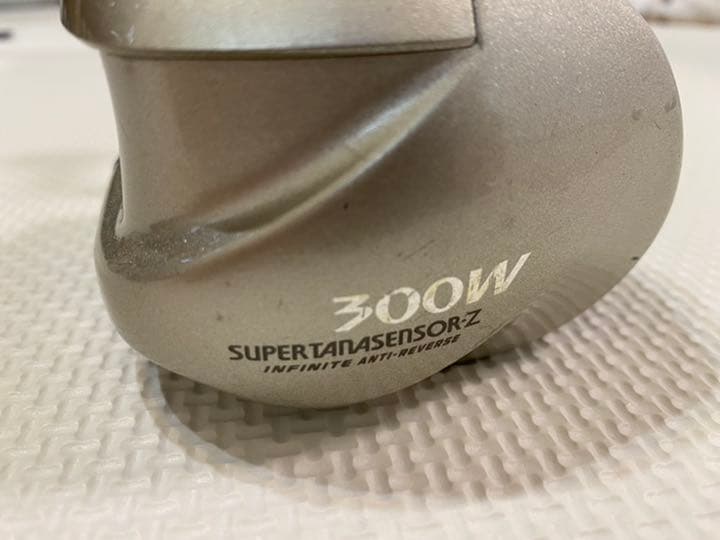 300W
SUPERTANASENSOR-Z
INFINITE ANTI-REVERSE